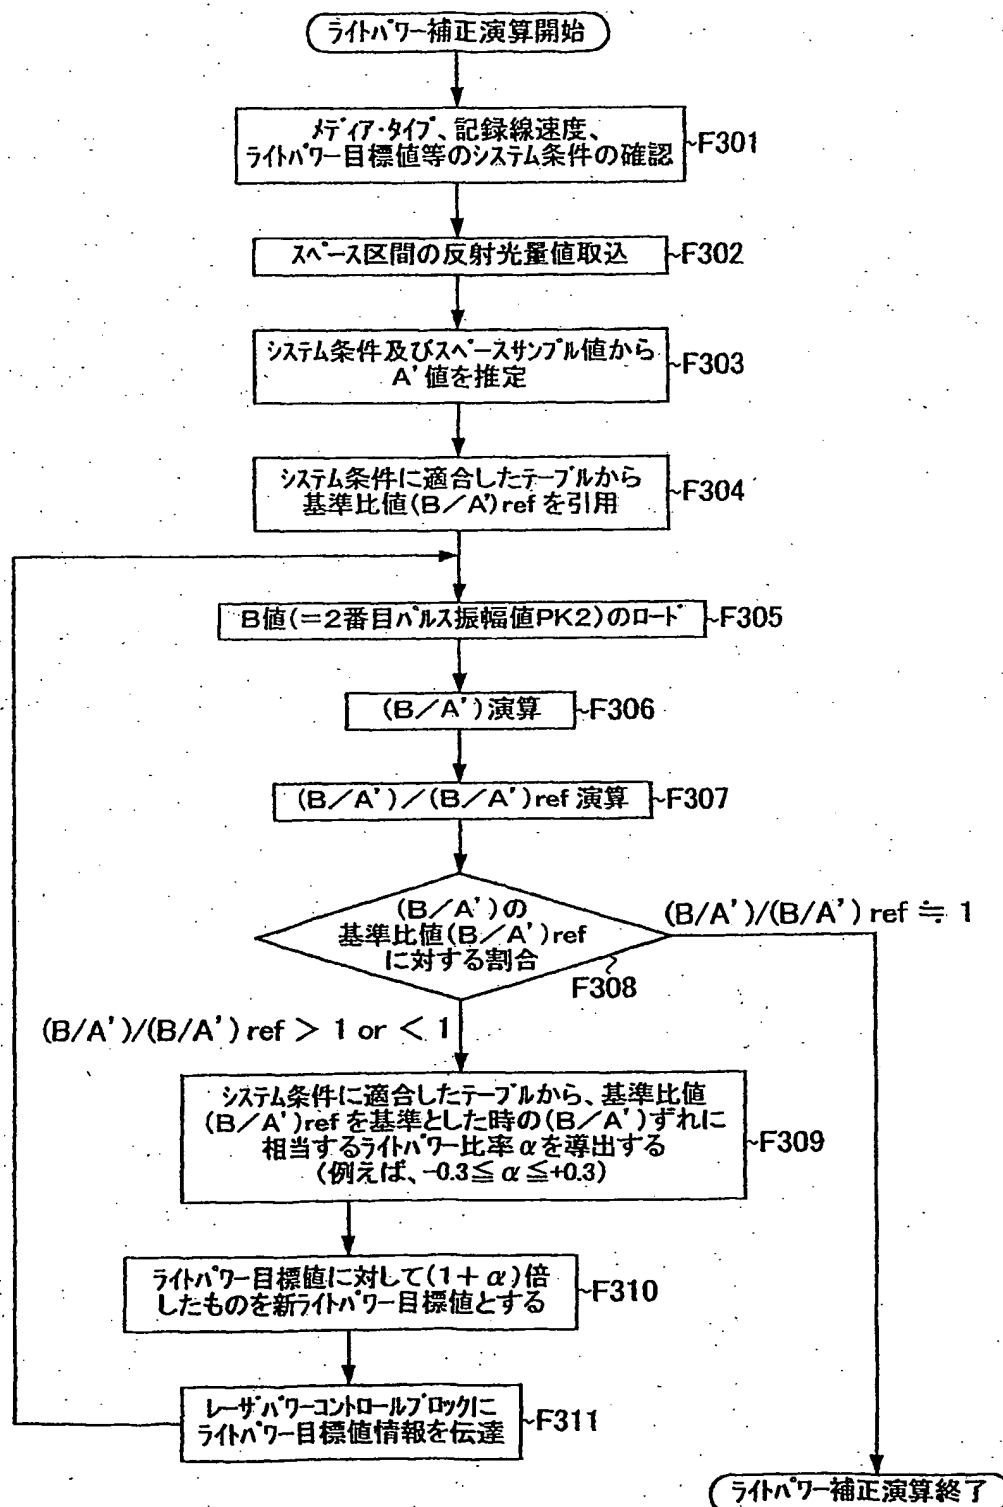 ライトパワー補正演算開始
メディア・タイプ、記録線速度、
ライトパワー目標値等のシステム条件の確認
~F301
スペース区間の反射光量値取込
~F302
システム条件及びスペースサンプル値から
A'値を推定
~F303
システム条件に適合したテーブルから
基準比値(B/A')refを引用
~F304
B値(=2番目パルス振幅値PK2)のロード
~F305
(B/A')演算
~F306
(B/A')/(B/A')ref 演算
~F307
(B/A')の
基準比値(B/A')ref
に対する割合
F308
(B/A')/(B/A')ref ≒ 1
(B/A')/(B/A')ref > 1 or < 1
システム条件に適合したテーブルから、基準比値
(B/A')refを基準とした時の(B/A')ずれに
相当するライトパワー比率αを導出する
(例えば、-0.3≦α≦+0.3)
~F309
ライトパワー目標値に対して(1+α)倍
したものを新ライトパワー目標値とする
~F310
レーザパワーコントロールブロックに
ライトパワー目標値情報を伝達
~F311
ライトパワー補正演算終了